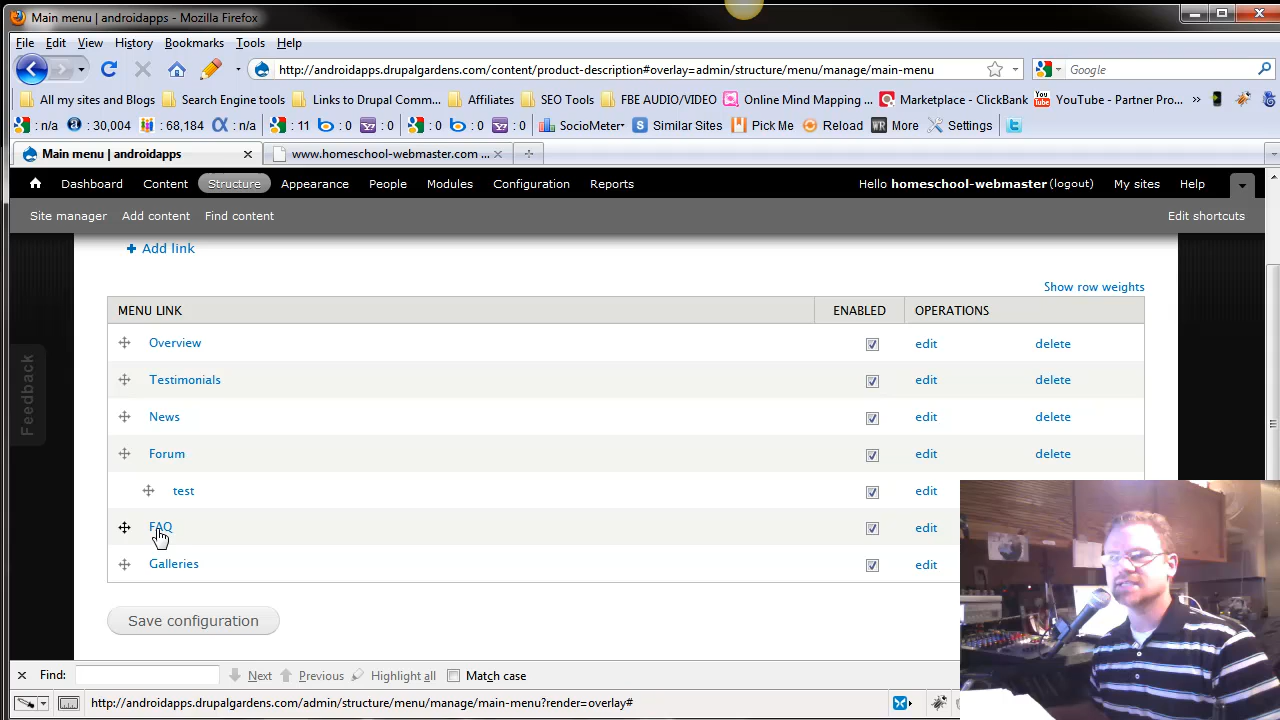 Main menu | androidapps - Mozilla Firefox
File Edit View History Bookmarks Tools Help
http://androidapps.drupalgardens.com/content/product-description#overlay=admin/structure/menu/manage/main-menu Google
All my sites and Blogs Search Engine tools Links to Drupal Comm... Affiliates SEO Tools FBE AUDIO/VIDEO Online Mind Mapping ... Marketplace - ClickBank YouTube - Partner Pro... »
: n/a : 30,004 : 68,184 : n/a : 11 : 0 : 0 : 0 : 0 : 0 : 0 SocioMeter Similar Sites Pick Me Reload More Settings
Main menu | androidapps www.homeschool-webmaster.com ...
Dashboard Content Structure Appearance People Modules Configuration Reports Hello homeschool-webmaster (logout) My sites Help
Site manager Add content Find content Edit shortcuts
+ Add link
Show row weights
MENU LINK ENABLED OPERATIONS
Overview edit delete
Testimonials edit delete
News edit delete
Forum edit delete
test edit
FAQ edit
Galleries edit
Feedback
Save configuration
Find: Next Previous Highlight all Match case
http://androidapps.drupalgardens.com/admin/structure/menu/manage/main-menu?render=overlay#